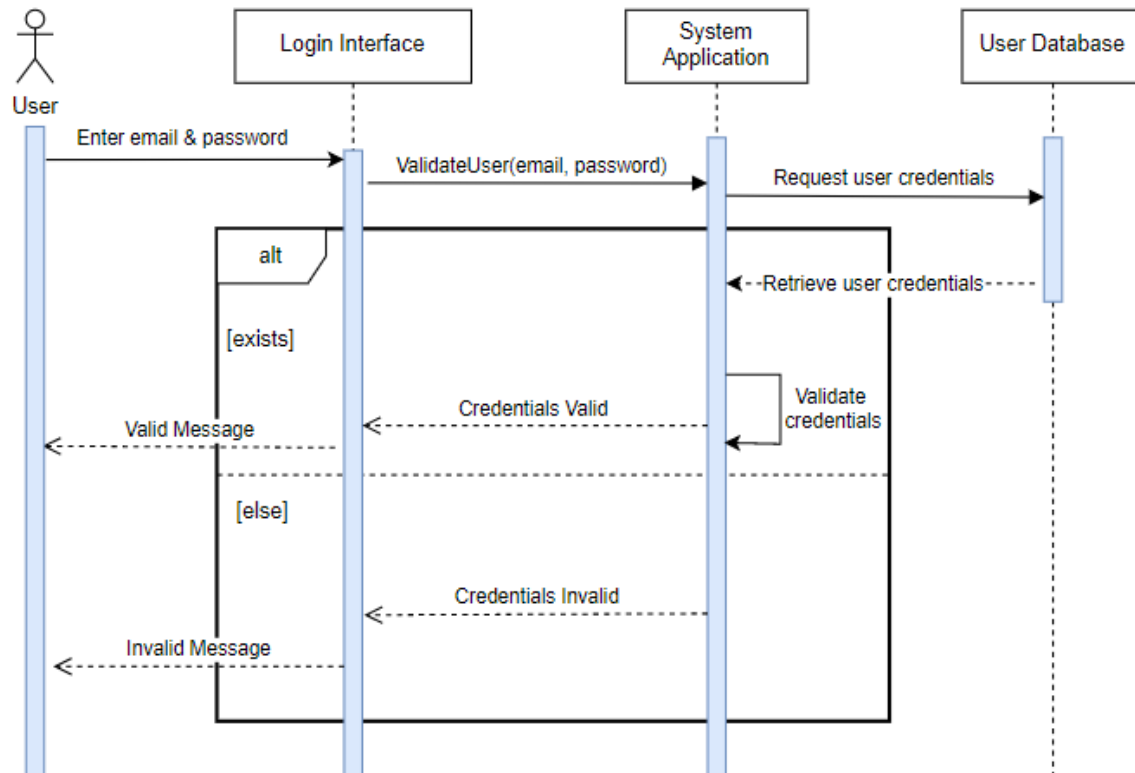 User
Login Interface
System
Application
User Database
Enter email & password
ValidateUser(email, password)
Request user credentials
alt
Retrieve user credentials
[exists]
Validate
credentials
Credentials Valid
Valid Message
[else]
Credentials Invalid
Invalid Message